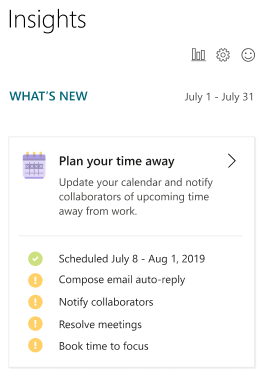 Insights
WHAT'S NEW
July 1 - July 31
Plan your time away
Update your calendar and notify
collaborators of upcoming time
away from work.
Scheduled July 8 - Aug 1, 2019
Compose email auto-reply
Notify collaborators
Resolve meetings
Book time to focus